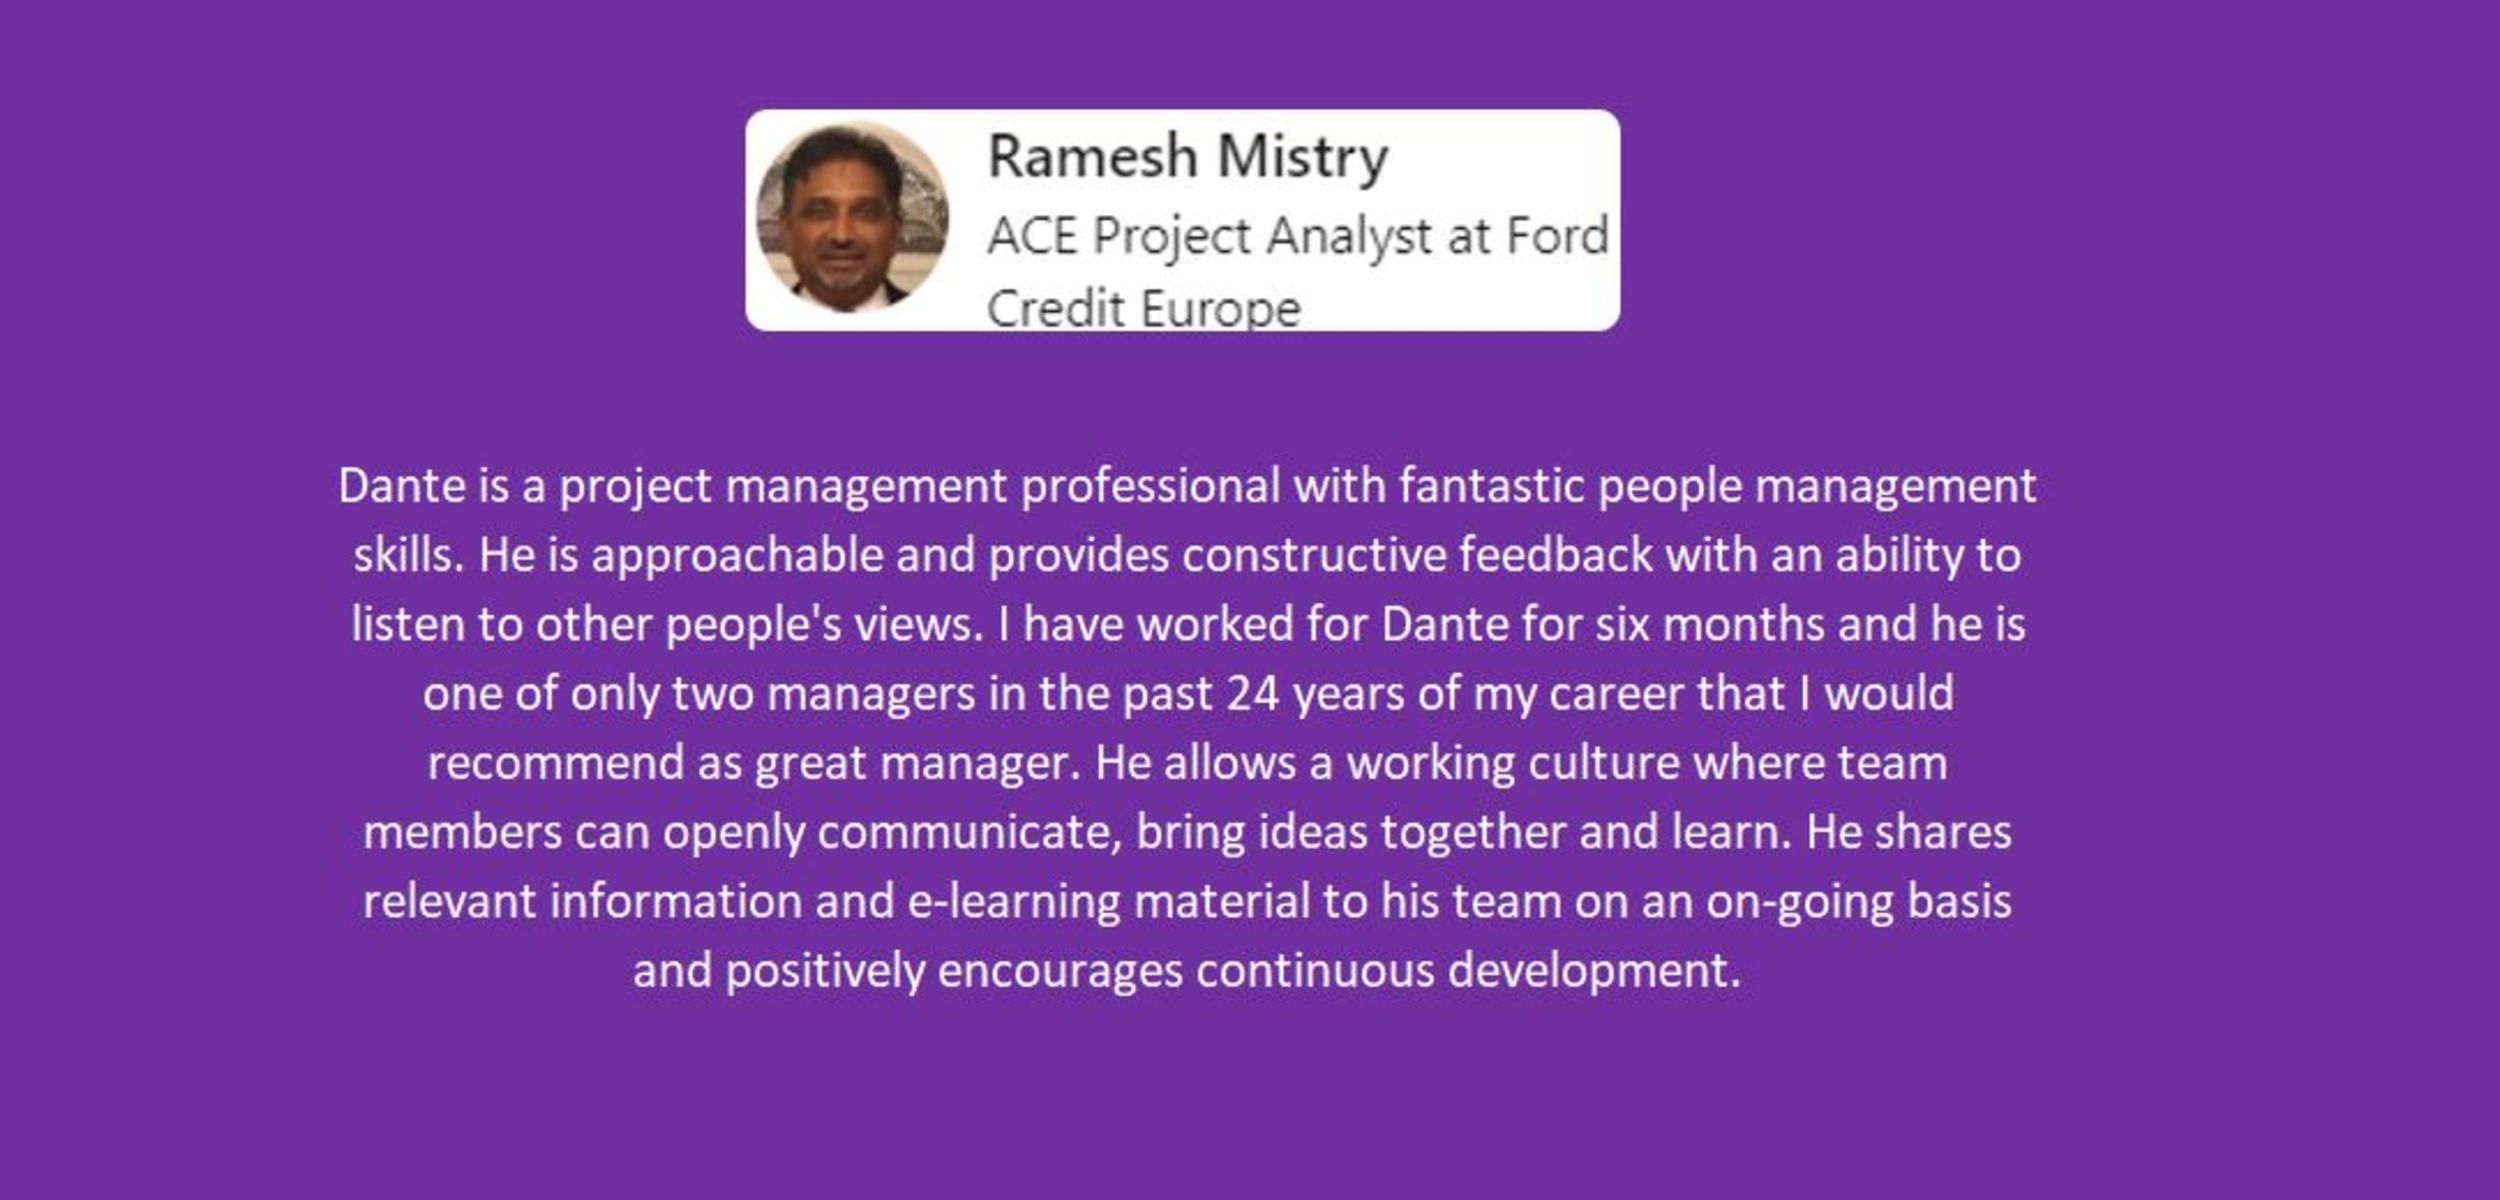 Ramesh Mistry
ACE Project Analyst at Ford
Credit Europe
Dante is a project management professional with fantastic people management
skills. He is approachable and provides constructive feedback with an ability to
listen to other people's views. I have worked for Dante for six months and he is
one of only two managers in the past 24 years of my career that I would
recommend as great manager. He allows a working culture where team
members can openly communicate, bring ideas together and learn. He shares
relevant information and e-learning material to his team on an on-going basis
and positively encourages continuous development.